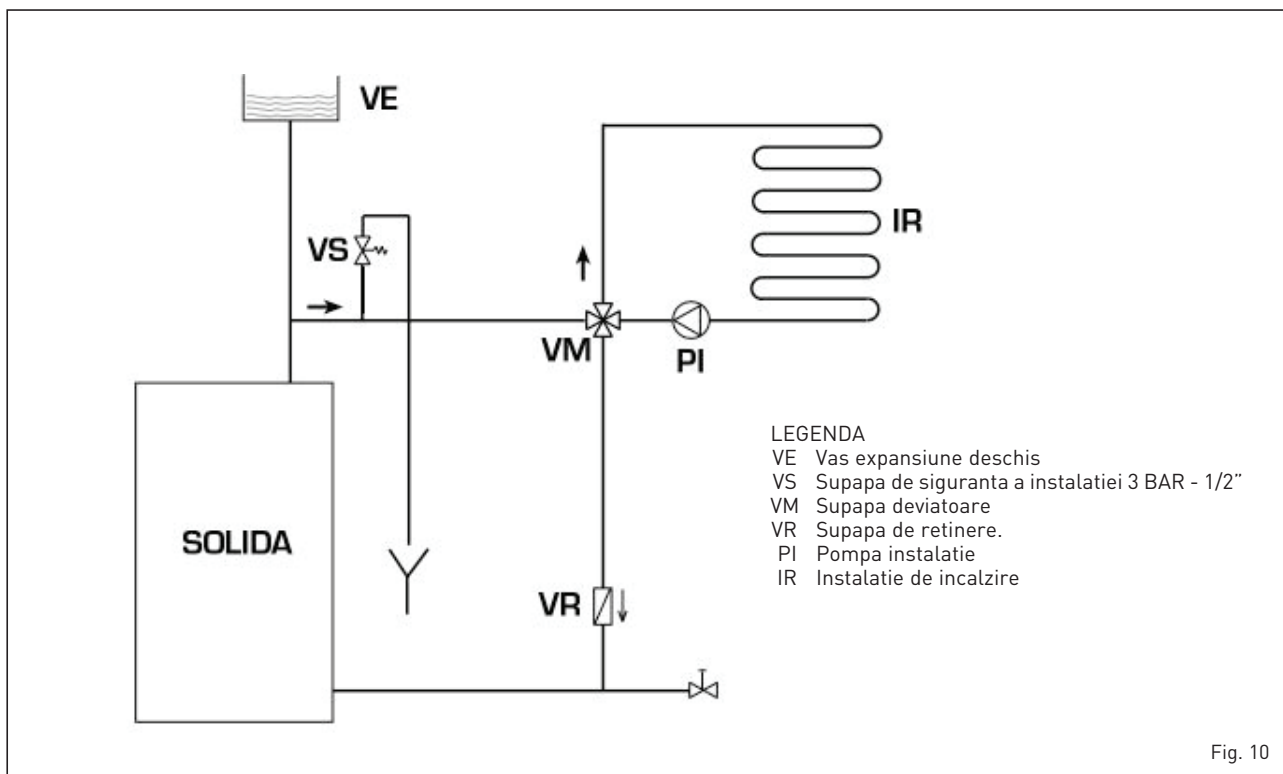 VE
VS
IR
VM
PI
SOLIDA
VR
LEGENDA
VE Vas expansiune deschis
VS Supapa de siguranta a instalatiei 3 BAR - 1/2”
VM Supapa deviatoare
VR Supapa de retinere.
PI Pompa instalatie
IR Instalatie de incalzire
Fig. 10